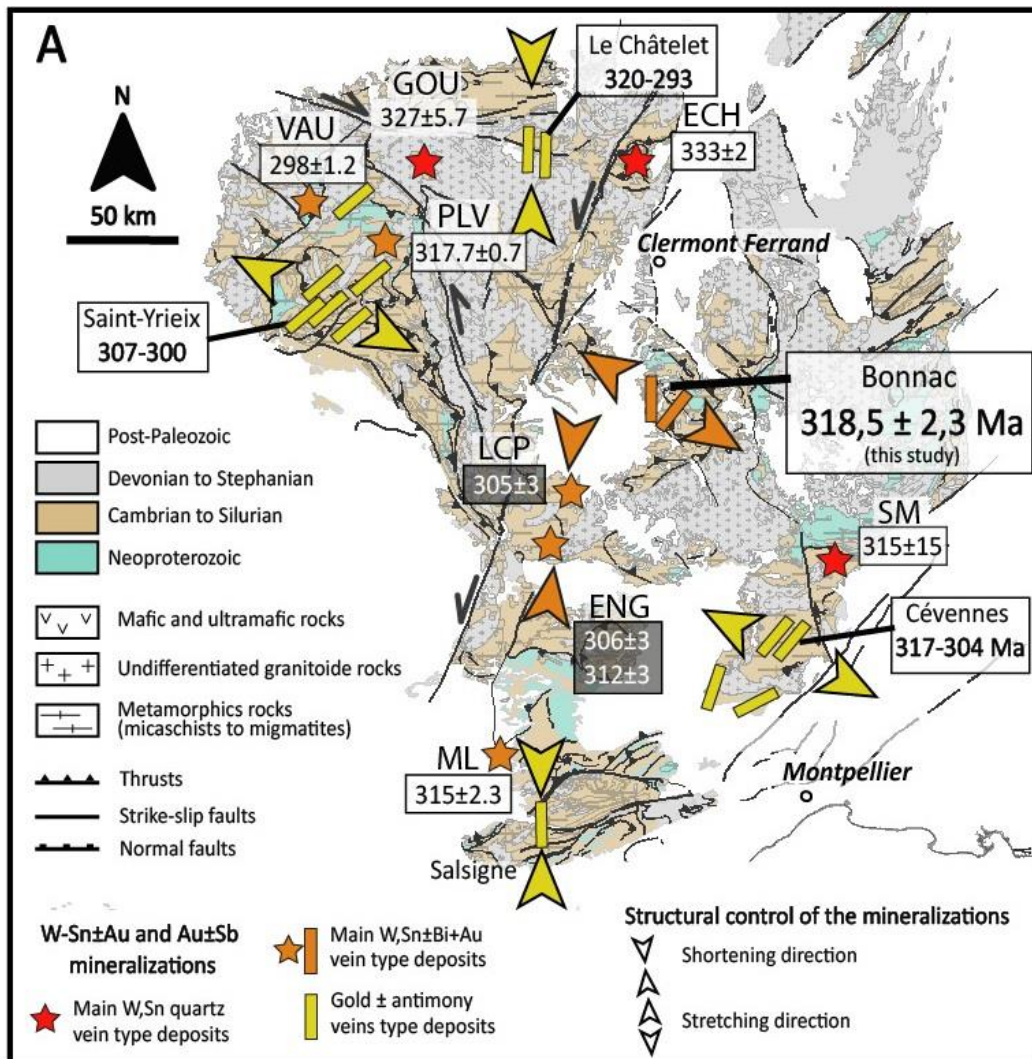 A
N
50 km
GOU
327±5.7
Le Châtelet
320-293
ECH
333±2
VAU
298±1.2
PLV
317.7±0.7
Clermont Ferrand
Saint-Yrieix
307-300
Bonnac
318,5 ± 2,3 Ma
(this study)
LCP
305±3
SM
315±15
ENG
306±3
312±3
Cévennes
317-304 Ma
ML
315±2.3
Montpellier
Salsigne
Post-Paleozoic
Devonian to Stephanian
Cambrian to Silurian
Neoproterozoic
Mafic and ultramafic rocks
Undifferentiated granitoide rocks
Metamorphics rocks
(micaschists to migmatites)
Thrusts
Strike-slip faults
Normal faults
W-Sn±Au and Au±Sb
mineralizations
Main W,Sn quartz
vein type deposits
Main W,Sn±Bi+Au
vein type deposits
Gold ± antimony
veins type deposits
Structural control of the mineralizations
Shortening direction
Stretching direction